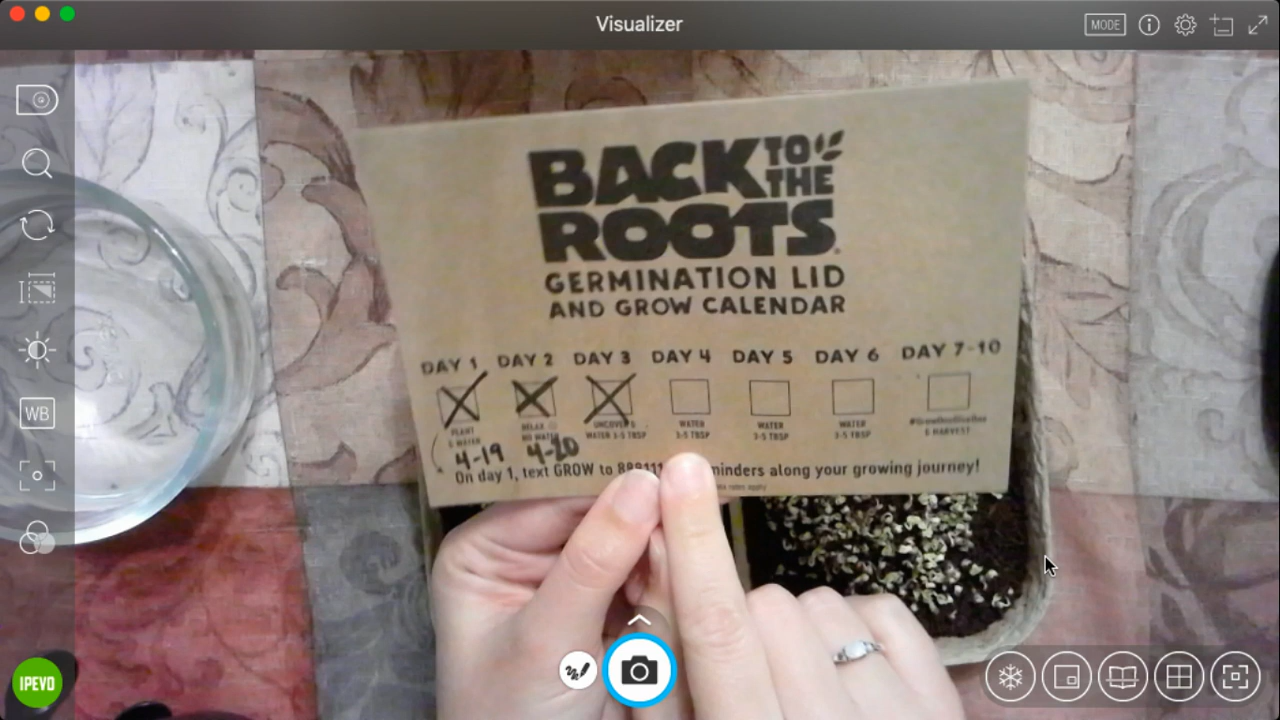 Visualizer
MODE
BACK TO THE
ROOTS
GERMINATION LID
AND GROW CALENDAR
DAY 1 DAY 2 DAY 3 DAY 4 DAY 5 DAY 6 DAY 7-10
PLANT RELAX UNCOVER & WATER WATER WATER
& WATER NO WATER WATER 3-5 TBSP 3-5 TBSP 3-5 TBSP 3-5 TBSP & HARVEST
4-19 4-20
On day 1, text GROW to along your growing journey!
WB
IPEVO